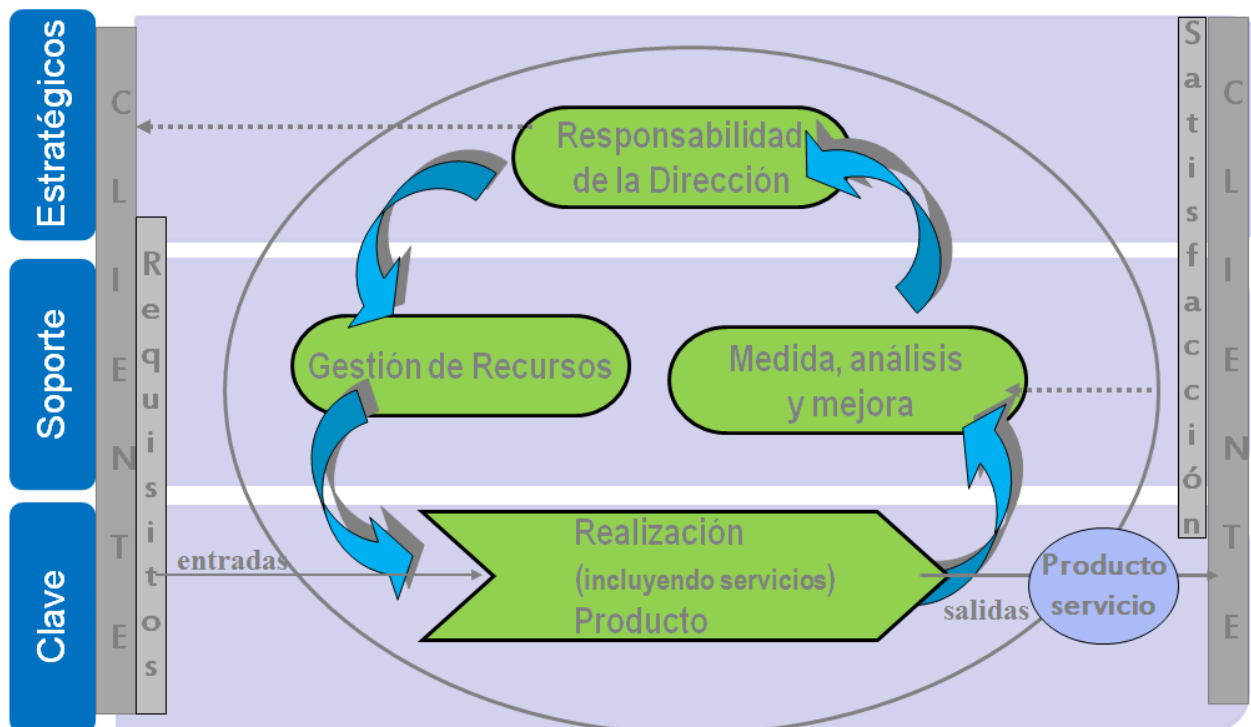 Estratégicos
Soporte
Clave
CLIENTE
Requisitos
Responsabilidad
de la Dirección
Gestión de Recursos
Medida, análisis
y mejora
entradas
Realización
(incluyendo servicios)
Producto
salidas
Producto
servicio
Satisfacción
CLIENTE